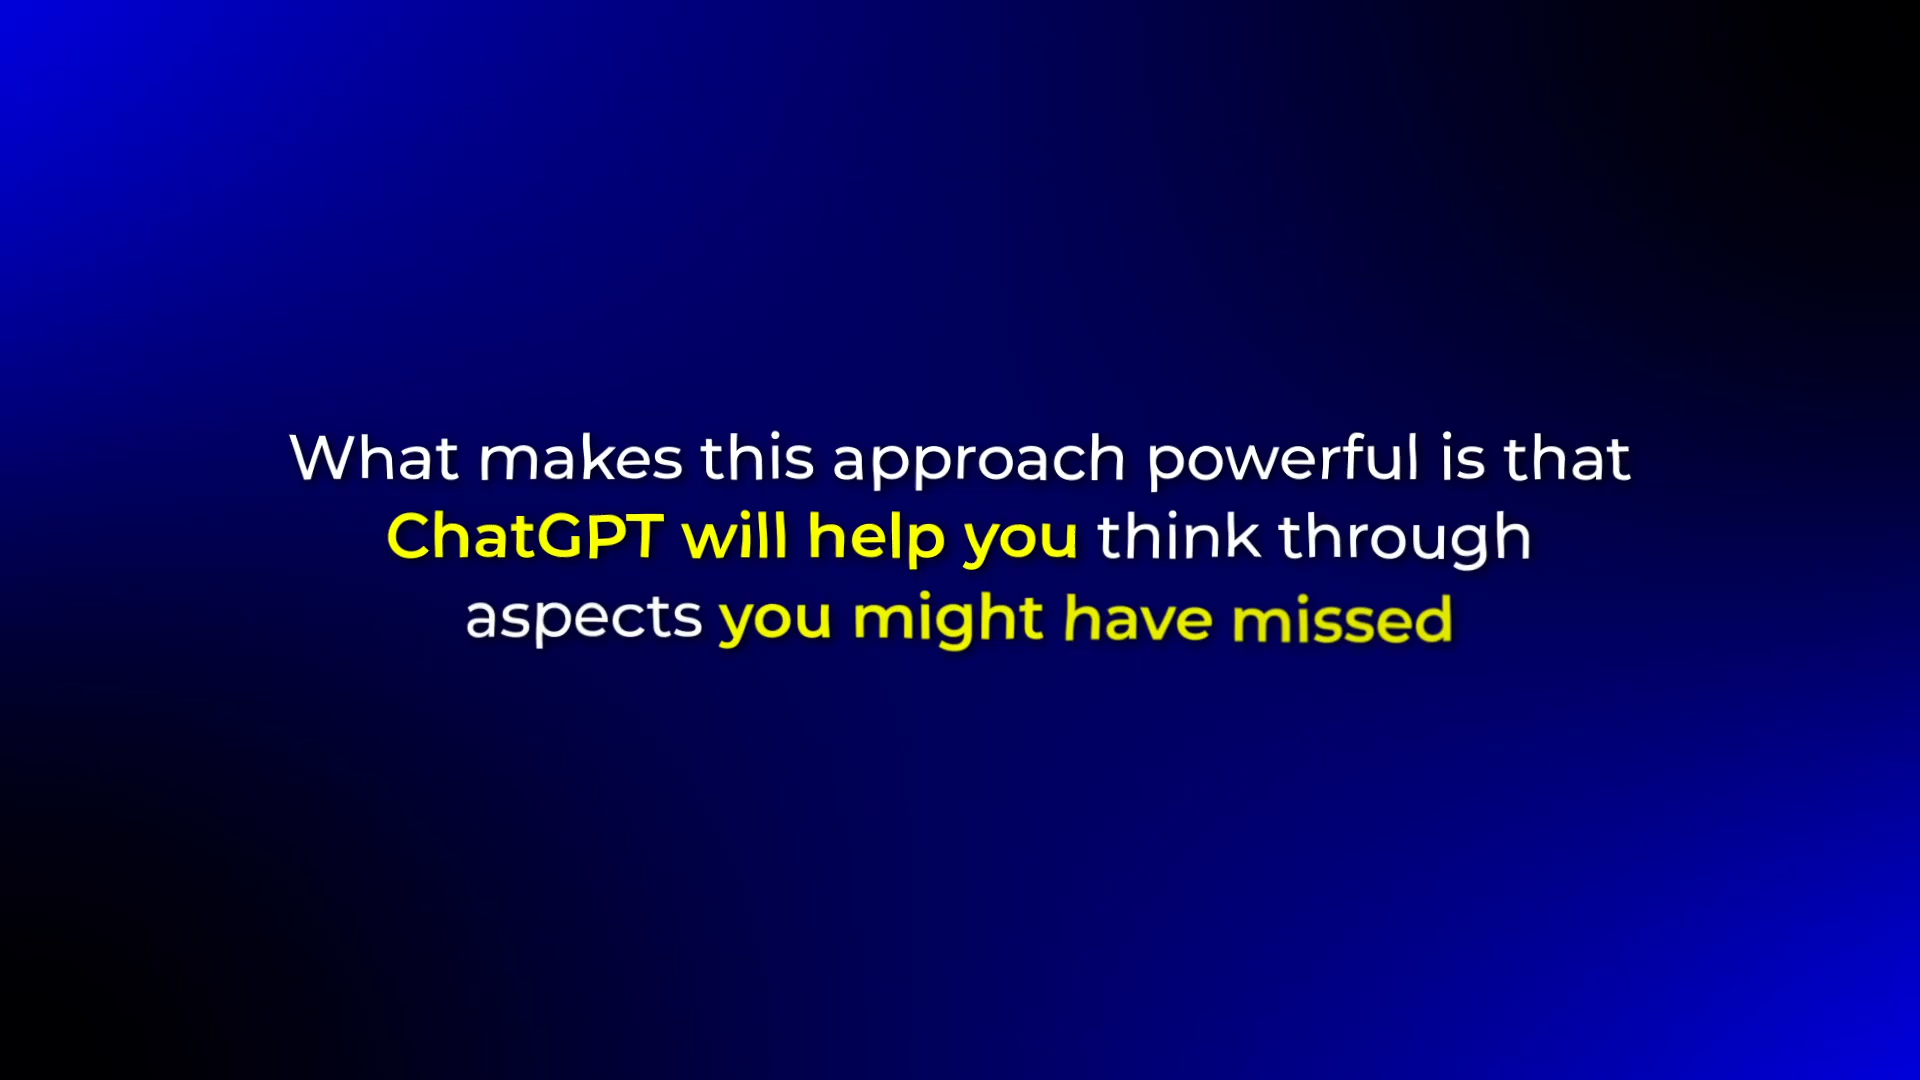 What makes this approach powerful is that
ChatGPT will help you think through
aspects you might have missed